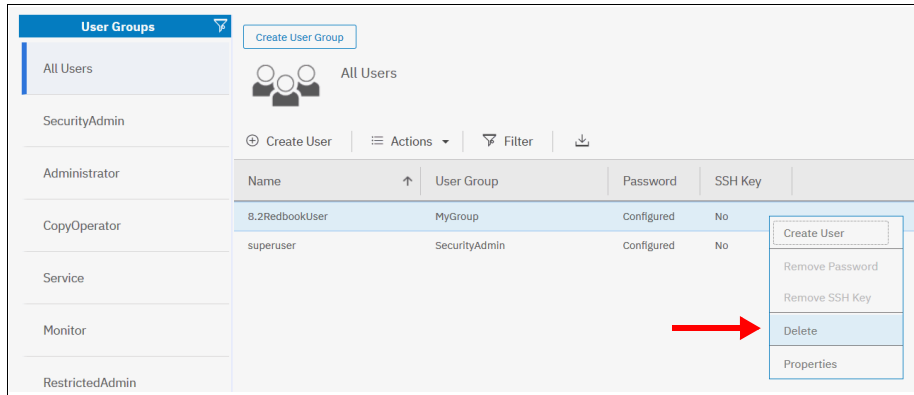 User Groups
All Users
SecurityAdmin
Administrator
CopyOperator
Service
Monitor
RestrictedAdmin
Create User Group
All Users
Create User Actions Filter
Name User Group Password SSH Key
8.2RedbookUser MyGroup Configured No
superuser SecurityAdmin Configured No
Create User
Remove Password
Remove SSH Key
Delete
Properties